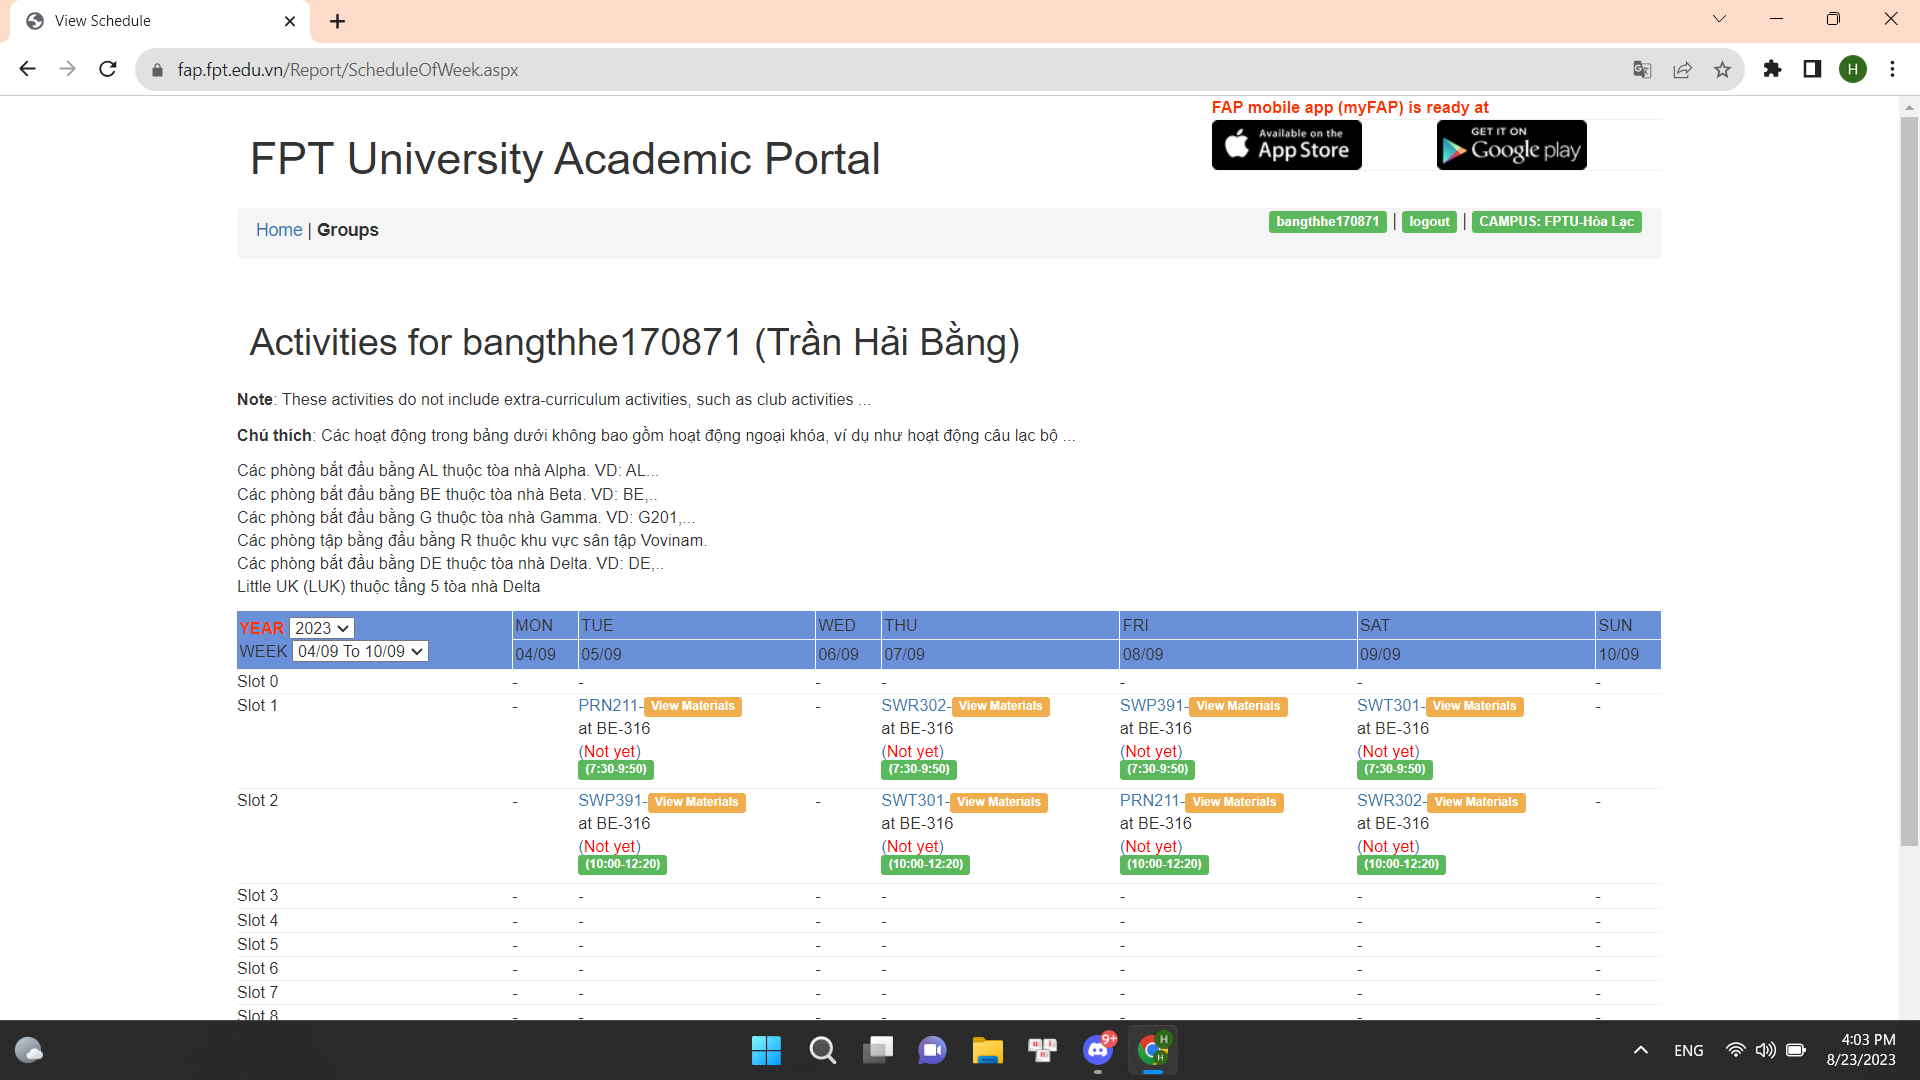 View Schedule
fap.fpt.edu.vn/Report/ScheduleOfWeek.aspx
H
FAP mobile app (myFAP) is ready at
Available on the App Store
GET IT ON Google play
FPT University Academic Portal
Home | Groups
bangthhe170871 | logout | CAMPUS: FPTU-Hòa Lạc
Activities for bangthhe170871 (Trần Hải Bằng)
Note: These activities do not include extra-curriculum activities, such as club activities ...
Chú thích: Các hoạt động trong bảng dưới không bao gồm hoạt động ngoại khóa, ví dụ như hoạt động câu lạc bộ ...
Các phòng bắt đầu bằng AL thuộc tòa nhà Alpha. VD: AL...
Các phòng bắt đầu bằng BE thuộc tòa nhà Beta. VD: BE,..
Các phòng bắt đầu bằng G thuộc tòa nhà Gamma. VD: G201,...
Các phòng tập bằng đầu bằng R thuộc khu vực sân tập Vovinam.
Các phòng bắt đầu bằng DE thuộc tòa nhà Delta. VD: DE,..
Little UK (LUK) thuộc tầng 5 tòa nhà Delta
YEAR 2023 MON TUE WED THU FRI SAT SUN
WEEK 04/09 To 10/09 04/09 05/09 06/09 07/09 08/09 09/09 10/09
Slot 0 - - - - - - -
Slot 1 - PRN211-View Materials - SWR302-View Materials SWP391-View Materials SWT301-View Materials -
at BE-316 at BE-316 at BE-316 at BE-316
(Not yet) (Not yet) (Not yet) (Not yet)
(7:30-9:50) (7:30-9:50) (7:30-9:50) (7:30-9:50)
Slot 2 - SWP391-View Materials - SWT301-View Materials PRN211-View Materials SWR302-View Materials -
at BE-316 at BE-316 at BE-316 at BE-316
(Not yet) (Not yet) (Not yet) (Not yet)
(10:00-12:20) (10:00-12:20) (10:00-12:20) (10:00-12:20)
Slot 3 - - - - - - -
Slot 4 - - - - - - -
Slot 5 - - - - - - -
Slot 6 - - - - - - -
Slot 7 - - - - - - -
Slot 8 - - - - - - -
9+
H
H
ENG
4:03 PM
8/23/2023